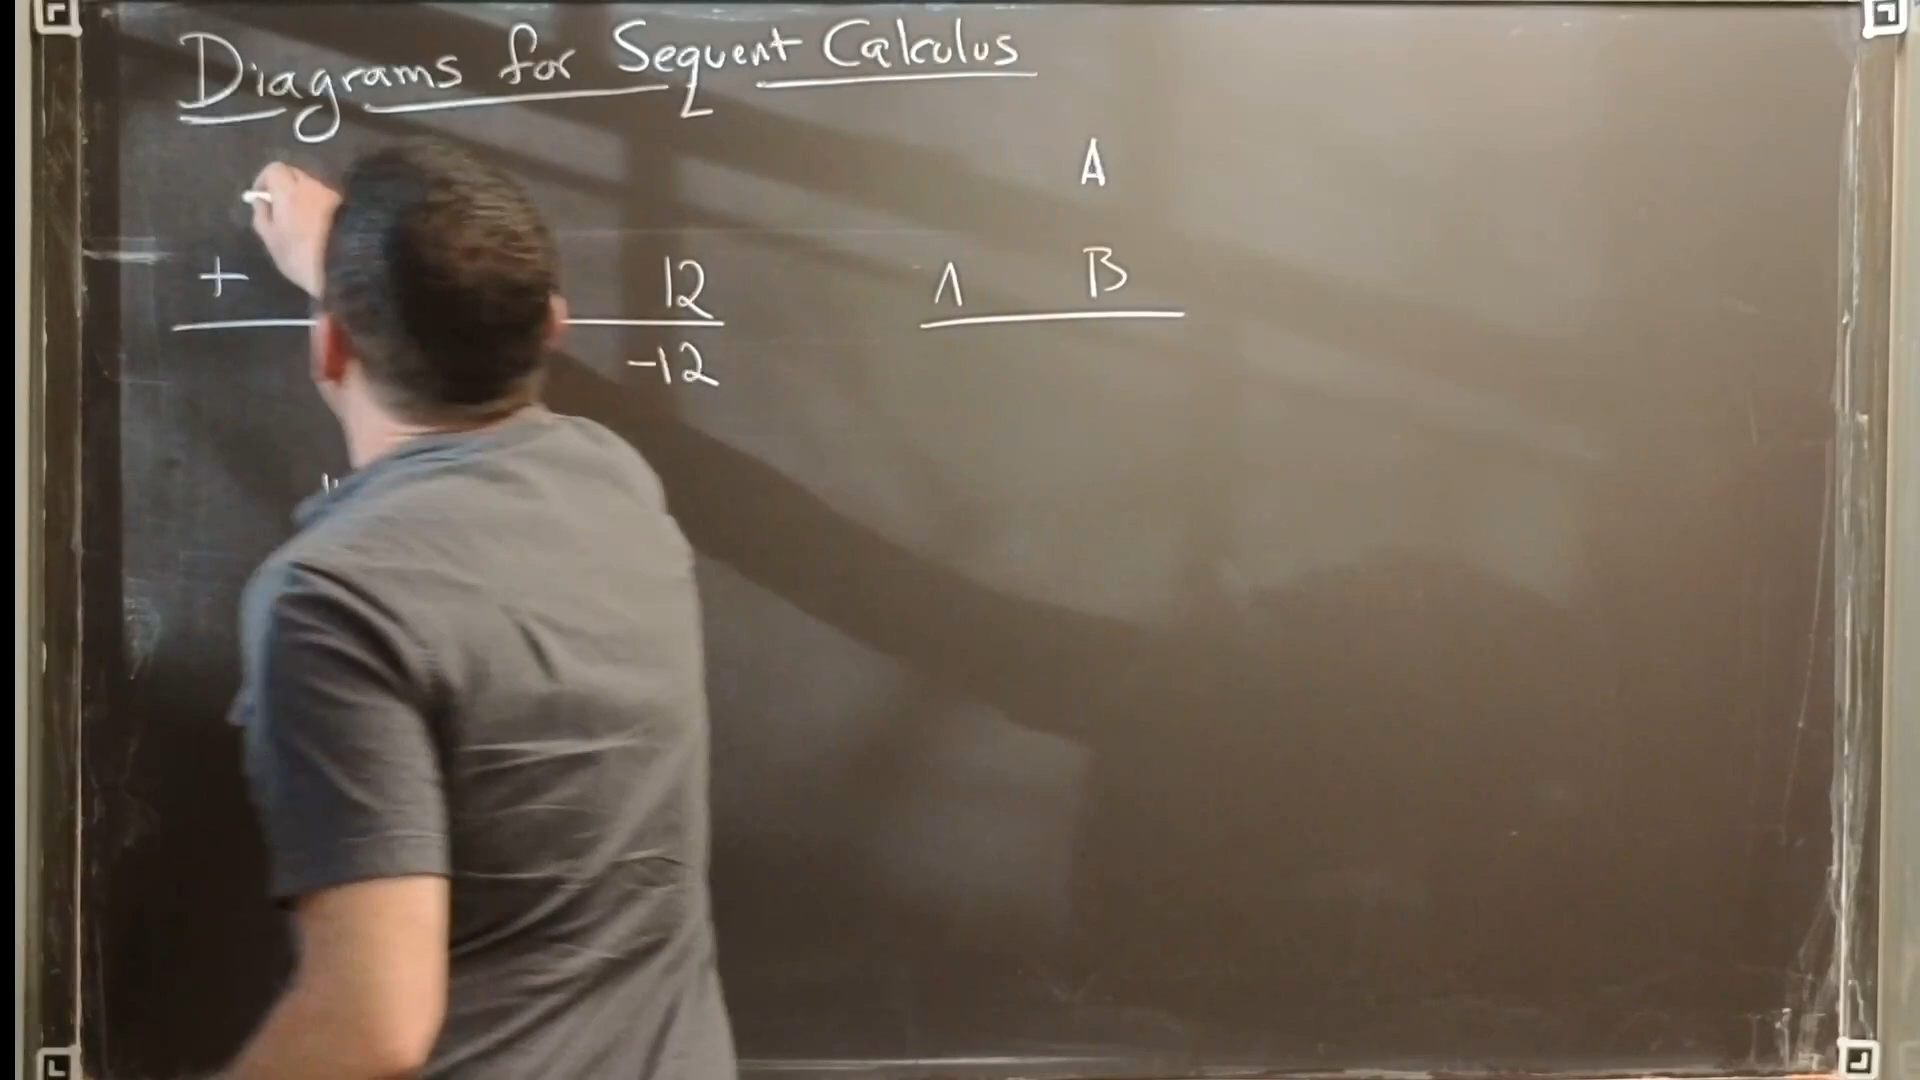 Diagrams for Sequent Calculus
A
+ 12 ∧ B
-12